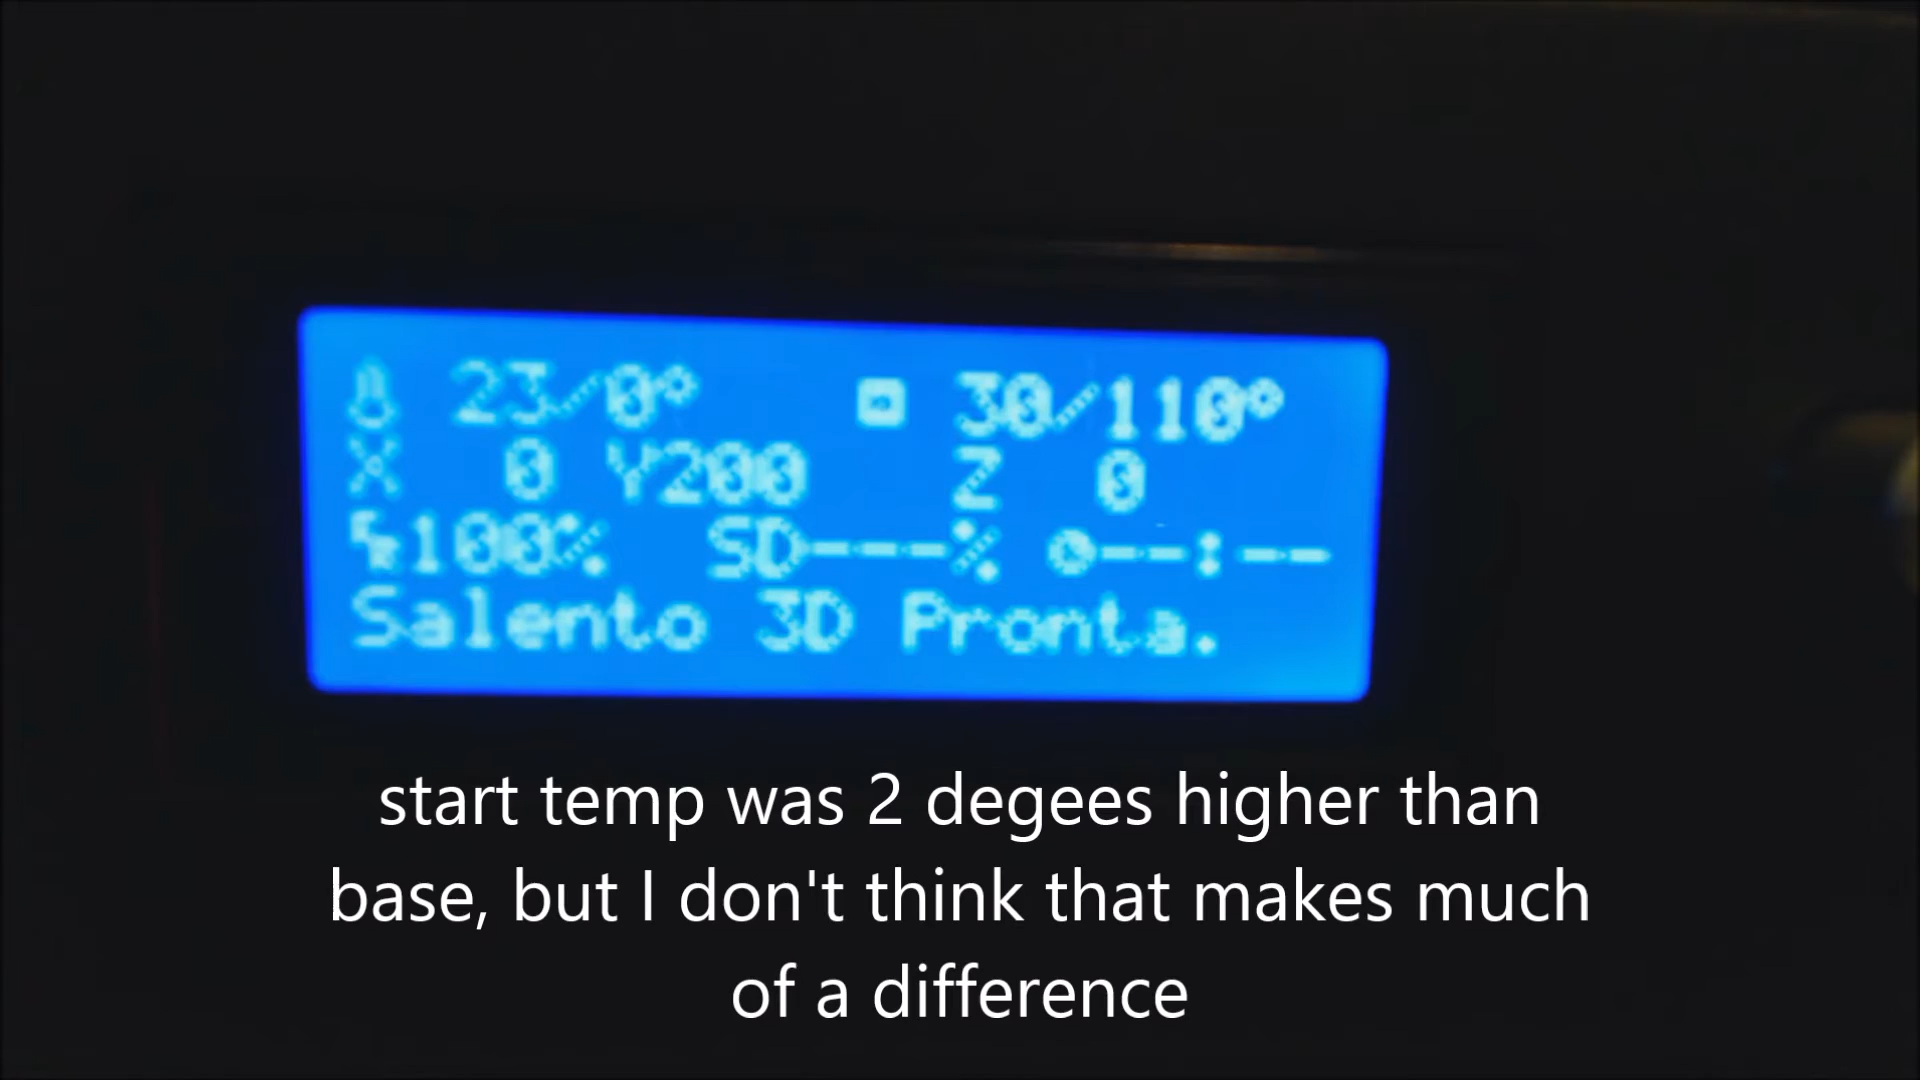 23/0° 30/110°
X 0 Y200 Z 0
100% SD---% --:--
Salento 3D Pronta.
start temp was 2 degees higher than
base, but I don't think that makes much
of a difference